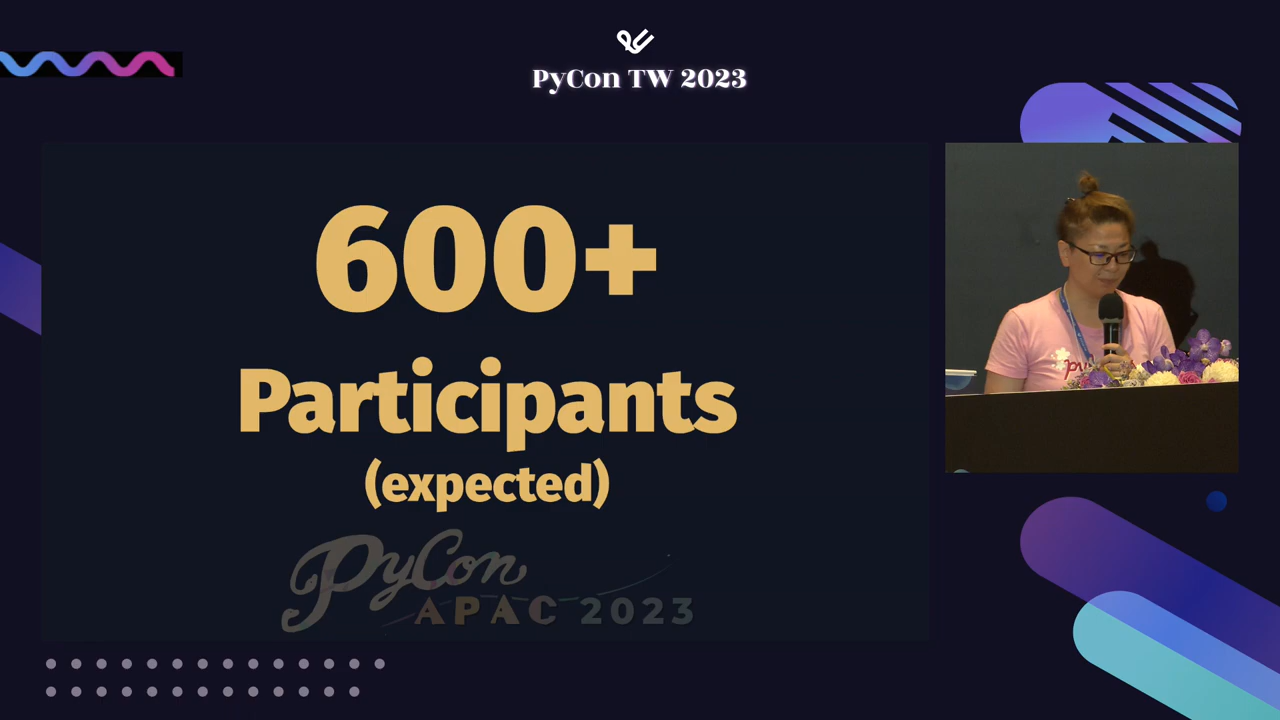 PyCon TW 2023
600+
Participants
(expected)
PyCon
APAC 2023